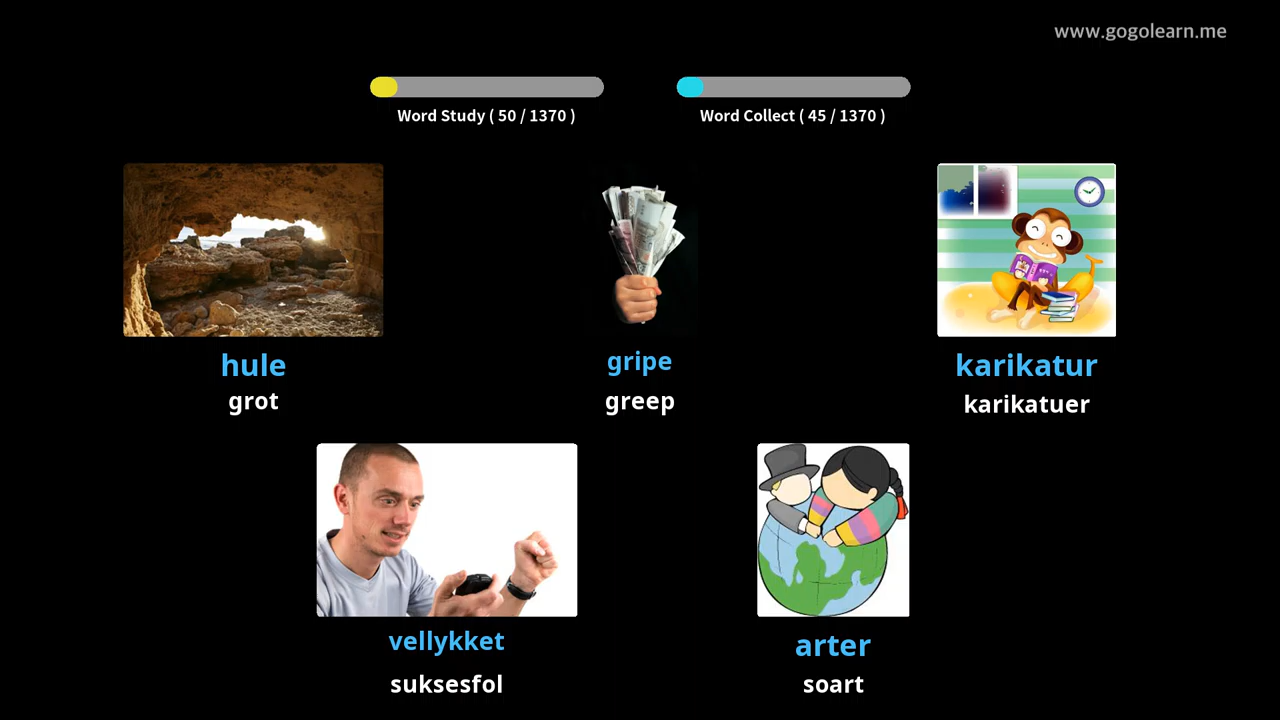 www.gogolearn.me
Word Study ( 50 / 1370 )
Word Collect ( 45 / 1370 )
hule
grot
gripe
greep
karikatur
karikatuer
vellykket
suksesfol
arter
soart